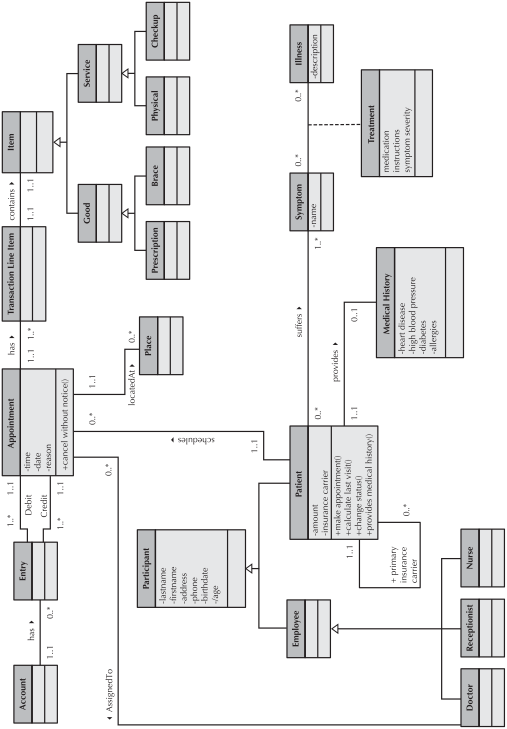 Account
1..1
has ▸
0..*
Entry
1..*
Debit
1..1
1..*
Credit
1..1
Appointment
-time
-date
-reason
+cancel without notice()
1..1
has ▸
1..*
Transaction Line Item
1..1
contains ▸
1..1
Item
Good
Service
Prescription
Brace
Physical
Checkup
1..1
locatedAt ▸
0..*
Place
◂ AssignedTo
0..*
0..*
schedules ▸
1..1
Participant
-lastname
-firstname
-address
-phone
-birthdate
-/age
Employee
Doctor
Receptionist
Nurse
Patient
-amount
-insurance carrier
+make appointment()
+calculate last visit()
+change status()
+provides medical history()
1..1
+ primary
insurance
carrier
0..*
0..*
suffers ▸
1..*
Symptom
-name
0..*
0..*
Illness
-description
Treatment
medication
instructions
symptom severity
1..1
provides ▸
0..1
Medical History
-heart disease
-high blood pressure
-diabetes
-allergies